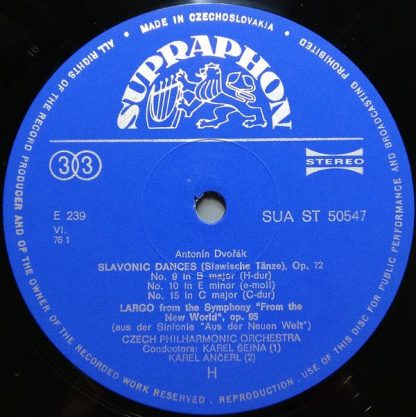 ALL RIGHTS OF THE RECORD PRODUCER AND OF THE OWNER OF THE RECORDED WORK RESERVED . REPRODUCTION . USE OF THIS DISC FOR PUBLIC PERFORMANCE AND BROADCASTING PROHIBITED
• MADE IN CZECHOSLOVAKIA •
SUPRAPHON
33
STEREO
E 239
SUA ST 50547
VI.
76 1
Antonín Dvořák
SLAVONIC DANCES (Slawische Tänze), Op. 72
No. 9 in B major (H-dur)
No. 10 in E minor (e-moll)
No. 15 in C major (C-dur)
LARGO from the Symphony "From the
New World", op. 95
(aus der Sinfonie "Aus der Neuen Welt")
CZECH PHILHARMONIC ORCHESTRA
Conductors: KAREL ŠEJNA (1)
KAREL ANČERL (2)
H